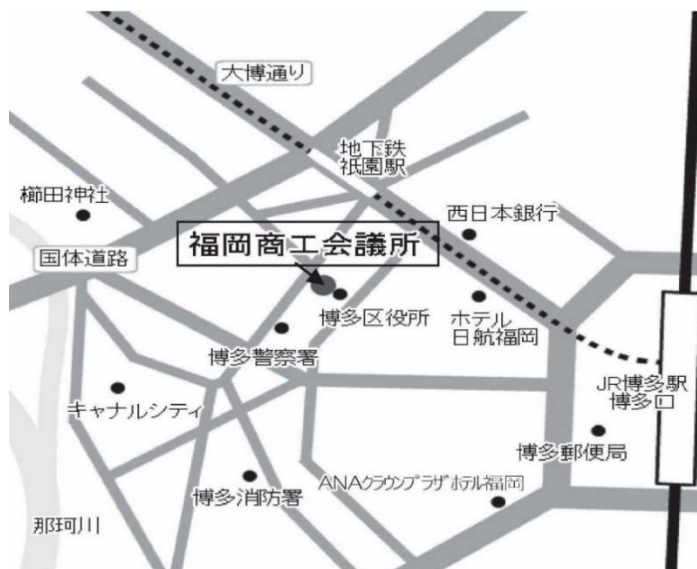 大博通り
地下鉄
祇園駅
櫛田神社
西日本銀行
国体道路
福岡商工会議所
博多区役所
ホテル
日航福岡
博多警察署
JR博多駅
博多口
キャナルシティ
博多郵便局
博多消防署
ANAクラウンプラザホテル福岡
那珂川